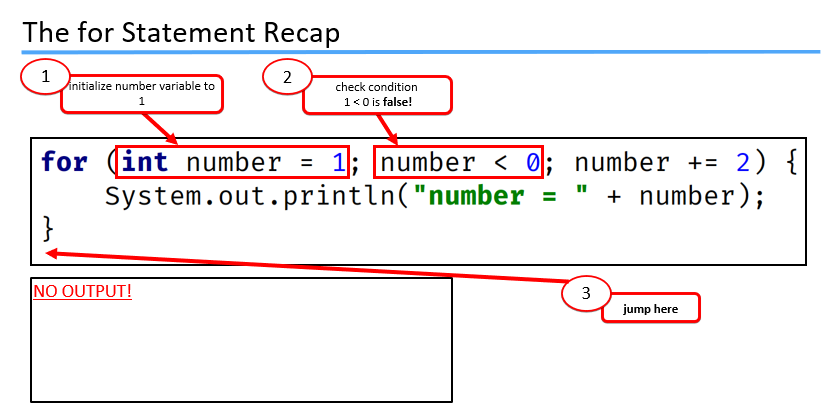 The for Statement Recap
1
initialize number variable to
1
2
check condition
1 < 0 is false!
for (int number = 1; number < 0; number += 2) {
System.out.println("number = " + number);
}
NO OUTPUT!
3
jump here